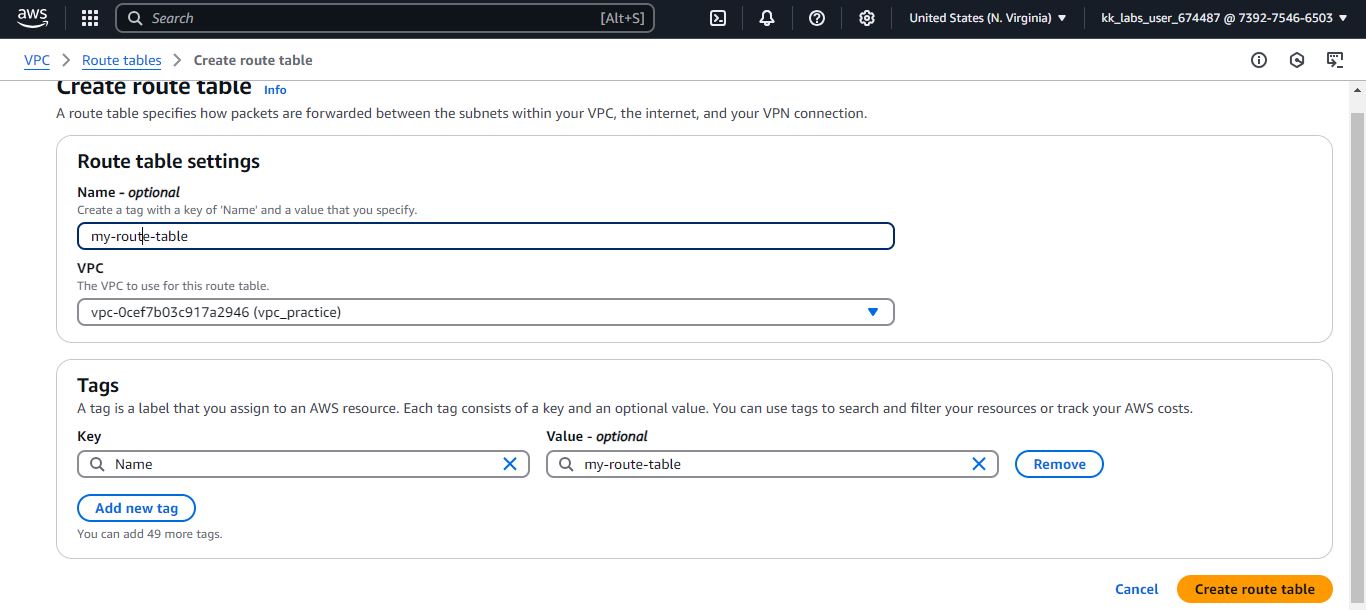 aws
Search [Alt+S]
United States (N. Virginia) ▼
kk_labs_user_674487 @ 7392-7546-6503 ▼
VPC > Route tables > Create route table
Create route table Info
A route table specifies how packets are forwarded between the subnets within your VPC, the internet, and your VPN connection.
Route table settings
Name - optional
Create a tag with a key of 'Name' and a value that you specify.
my-route-table
VPC
The VPC to use for this route table.
vpc-0cef7b03c917a2946 (vpc_practice)
Tags
A tag is a label that you assign to an AWS resource. Each tag consists of a key and an optional value. You can use tags to search and filter your resources or track your AWS costs.
Key Value - optional
Name my-route-table Remove
Add new tag
You can add 49 more tags.
Cancel Create route table